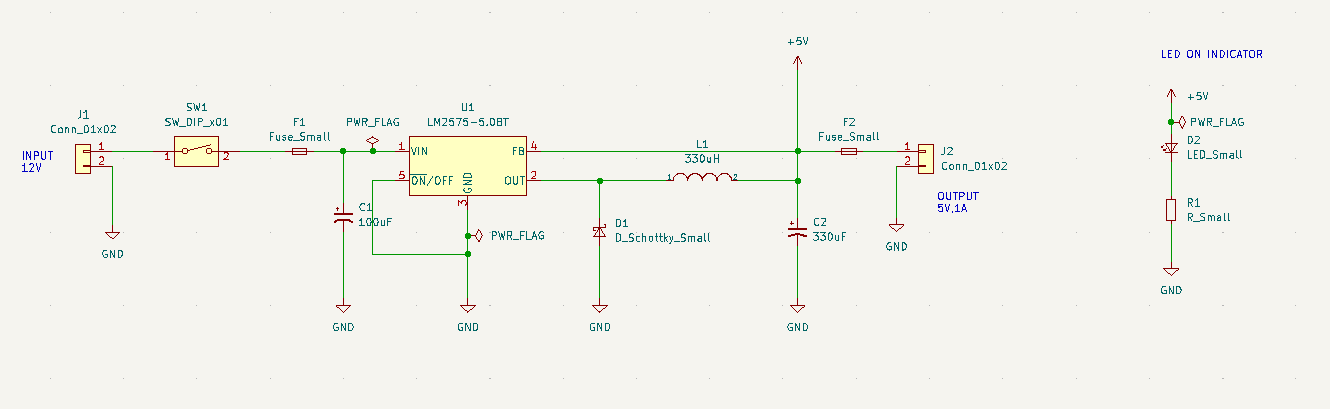 LED ON INDICATOR
+5V
+5V
PWR_FLAG
D2
LED_Small
R1
R_Small
GND
J1
Conn_01x02
INPUT
12V
1
2
GND
SW1
SW_DIP_x01
1
2
F1
Fuse_Small
PWR_FLAG
U1
LM2575-5.0BT
1
VIN
FB
4
5
ON/OFF
GND
3
OUT
2
C1
100uF
GND
PWR_FLAG
GND
L1
330uH
1
2
D1
D_Schottky_Small
GND
C2
330uF
GND
F2
Fuse_Small
1
2
J2
Conn_01x02
OUTPUT
5V,1A
GND